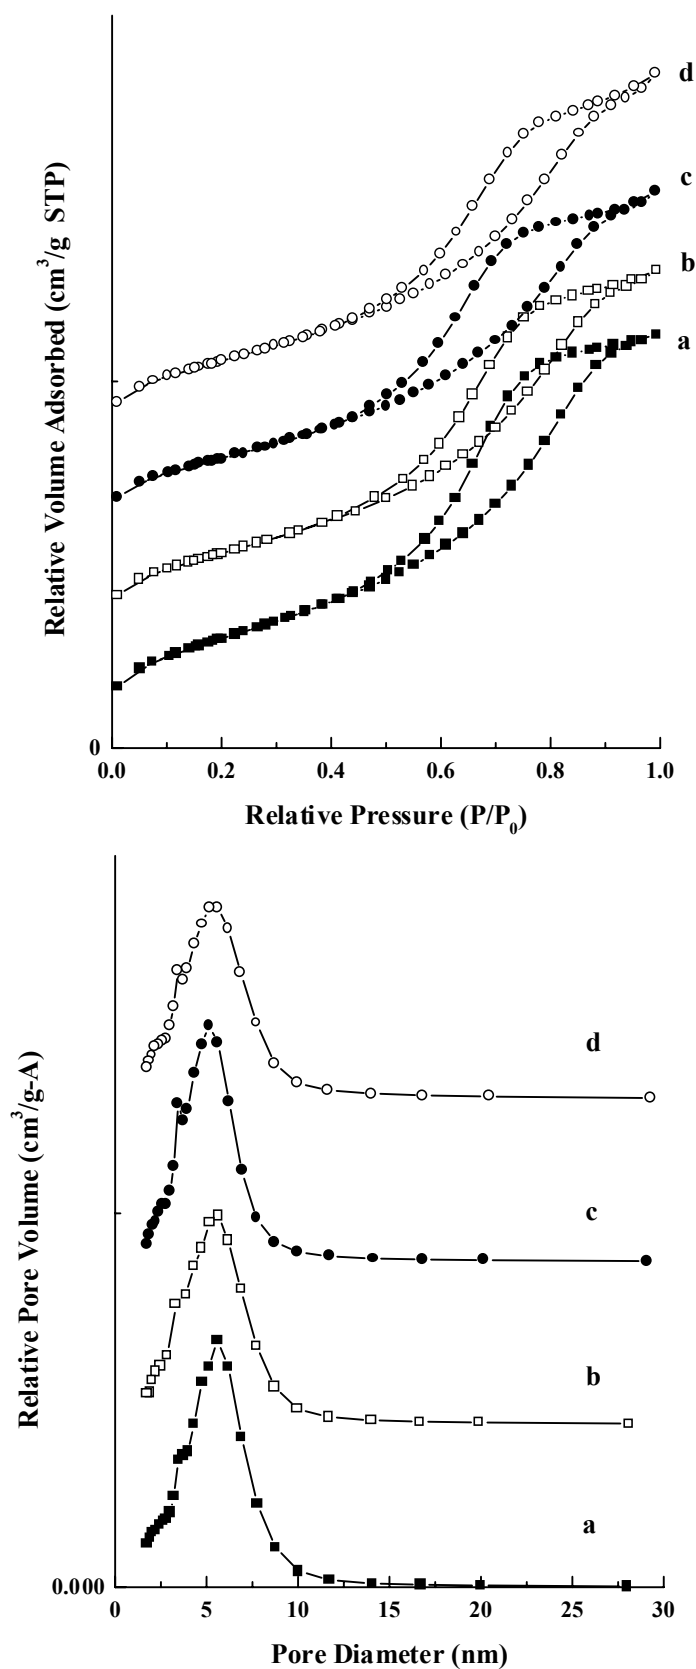 d
c
b
a
Relative Volume Adsorbed (cm³/g STP)
0
0.0 0.2 0.4 0.6 0.8 1.0
Relative Pressure (P/P₀)
d
c
b
a
Relative Pore Volume (cm³/g-A)
0.000
0 5 10 15 20 25 30
Pore Diameter (nm)